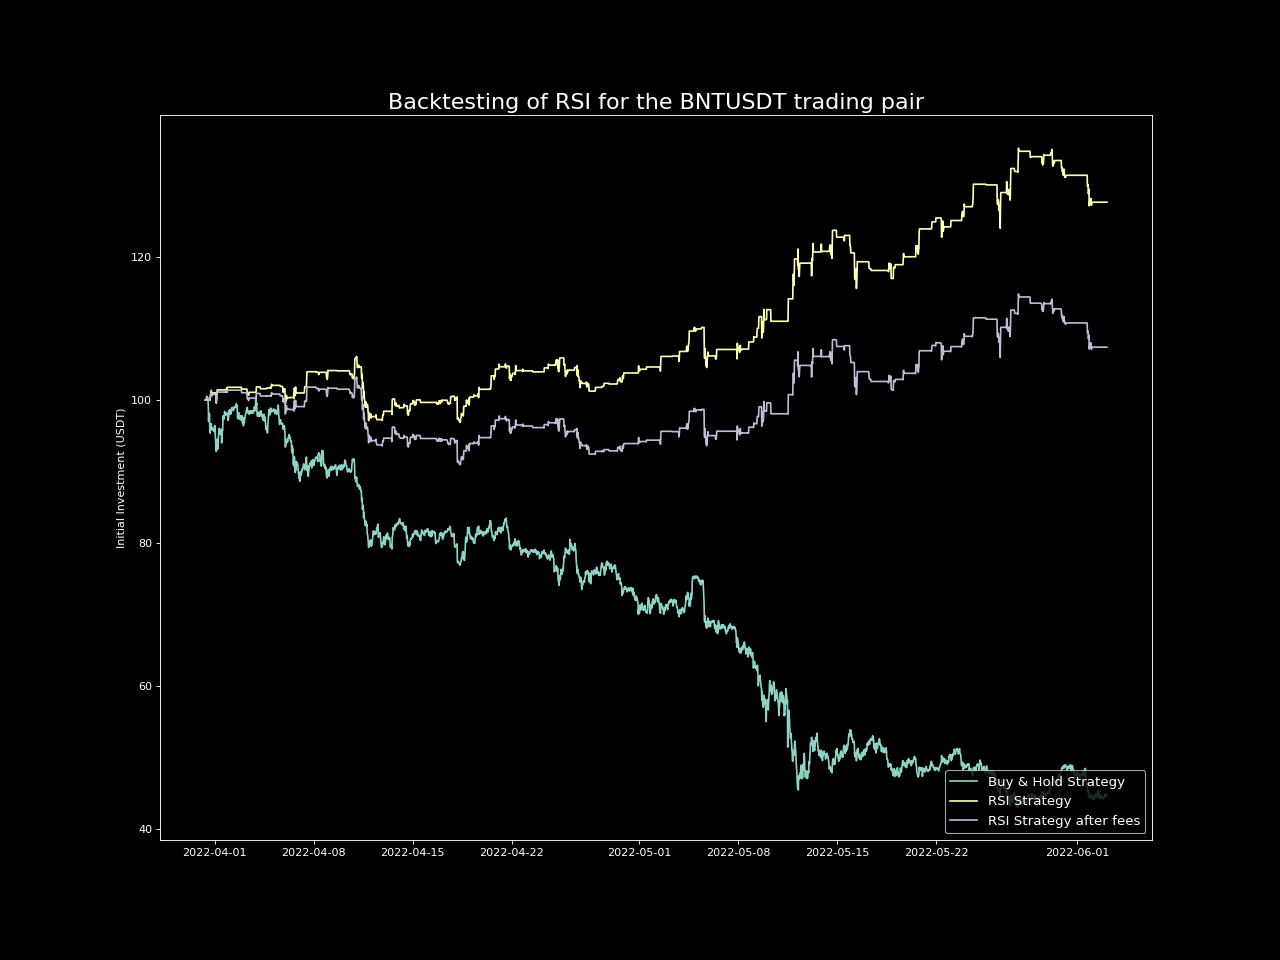 Backtesting of RSI for the BNTUSDT trading pair
Initial Investment (USDT)
120
100
80
60
40
2022-04-01 2022-04-08 2022-04-15 2022-04-22 2022-05-01 2022-05-08 2022-05-15 2022-05-22 2022-06-01
Buy & Hold Strategy
RSI Strategy
RSI Strategy after fees